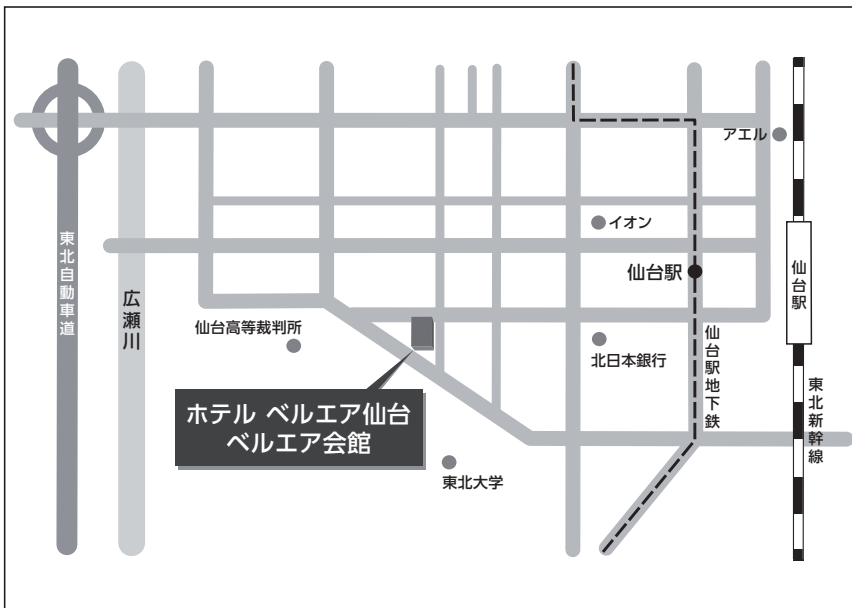 アエル
イオン
東北自動車道
広瀬川
仙台駅
仙台駅
仙台高等裁判所
北日本銀行
仙台駅地下鉄
東北新幹線
ホテル ベルエア仙台
ベルエア会館
東北大学